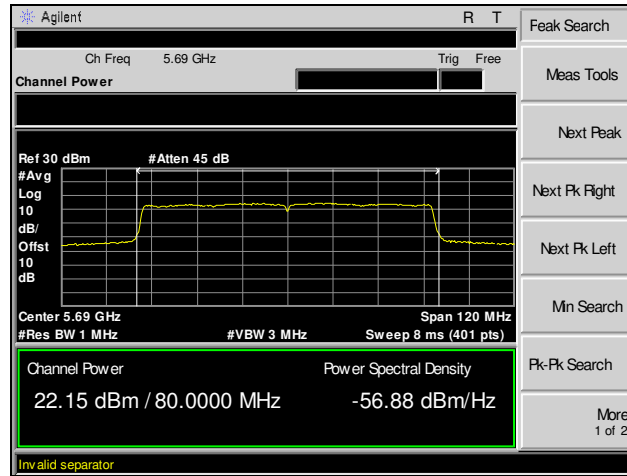 Agilent R T
Ch Freq 5.69 GHz Trig Free
Channel Power
Ref 30 dBm #Atten 45 dB
#Avg
Log
10
dB/
Offst
10
dB
Center 5.69 GHz Span 120 MHz
#Res BW 1 MHz #VBW 3 MHz Sweep 8 ms (401 pts)
Channel Power Power Spectral Density
22.15 dBm / 80.0000 MHz -56.88 dBm/Hz
Invalid separator
Feak Search
Meas Tools
Next Peak
Next Pk Right
Next Pk Left
Min Search
Pk-Pk Search
More
1 of 2